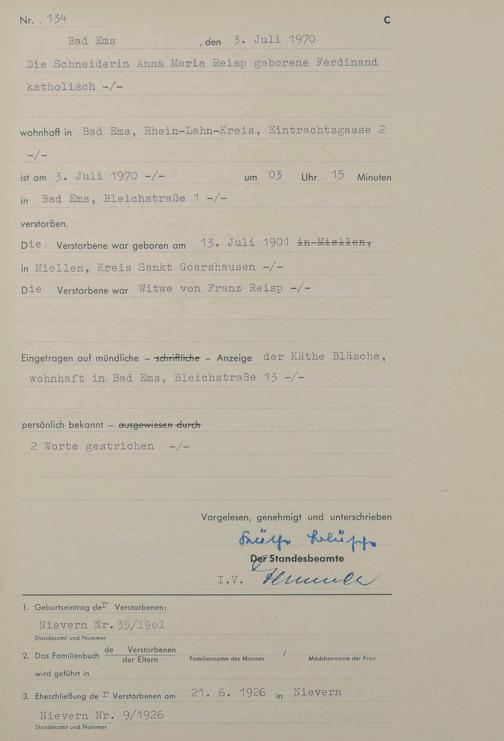 Nr. 134 C
Bad Ems , den 3. Juli 1970
Die Schneiderin Anna Maria Reisp geborene Ferdinand
katholisch -/-
wohnhaft in Bad Ems, Rhein-Lahn-Kreis, Eintrachtsgasse 2
-/-
ist am 3. Juli 1970 -/- um 03 Uhr 15 Minuten
in Bad Ems, Bleichstraße 1 -/-
verstorben.
Die Verstorbene war geboren am 13. Juli 1901 in Miellen,
in Miellen, Kreis Sankt Goarshausen -/-
Die Verstorbene war Witwe von Franz Reisp -/-
Eingetragen auf mündliche – schriftliche – Anzeige der Käthe Bläsche,
wohnhaft in Bad Ems, Bleichstraße 13 -/-
persönlich bekannt – ausgewiesen durch
2 Worte gestrichen -/-
Vorgelesen, genehmigt und unterschrieben
Käthe Bläsche
Der Standesbeamte
I.V.
1. Geburtseintrag der Verstorbenen:
Nievern Nr. 35/1901
Standesamt und Nummer
2. Das Familienbuch de Verstorbenen
der Eltern Familienname des Mannes / Mädchenname der Frau
wird geführt in
3. Eheschließung der Verstorbenen am 21. 6. 1926 in Nievern
Nievern Nr. 9/1926
Standesamt und Nummer